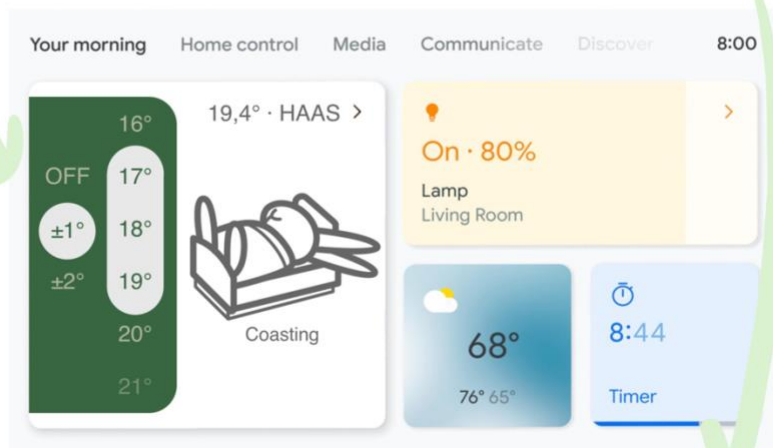 Your morning Home control Media Communicate Discover 8:00
19,4° · HAAS >
16°
OFF 17°
±1° 18°
±2° 19°
20°
21°
Coasting
On · 80%
Lamp
Living Room
68°
76° 65°
8:44
Timer